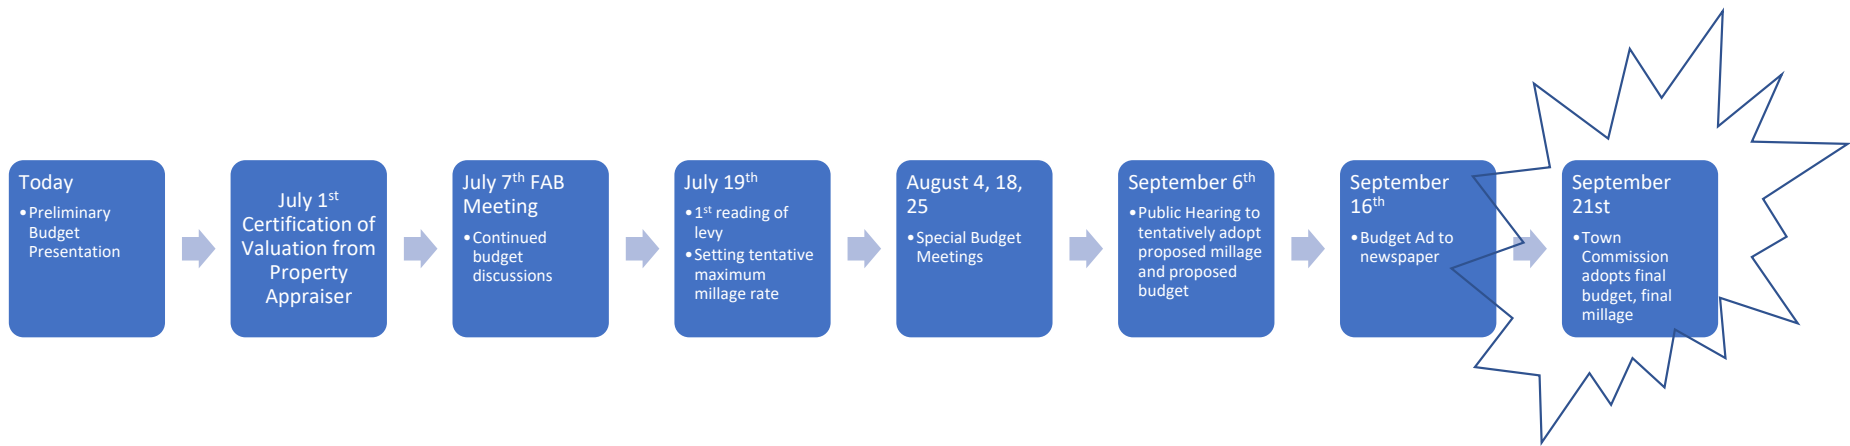 Today
•Preliminary
Budget
Presentation
July 1st
Certification of
Valuation from
Property
Appraiser
July 7th FAB
Meeting
•Continued
budget
discussions
July 19th
•1st reading of
levy
•Setting tentative
maximum
millage rate
August 4, 18,
25
•Special Budget
Meetings
September 6th
•Public Hearing to
tentatively adopt
proposed millage
and proposed
budget
September
16th
•Budget Ad to
newspaper
September
21st
•Town
Commission
adopts final
budget, final
millage